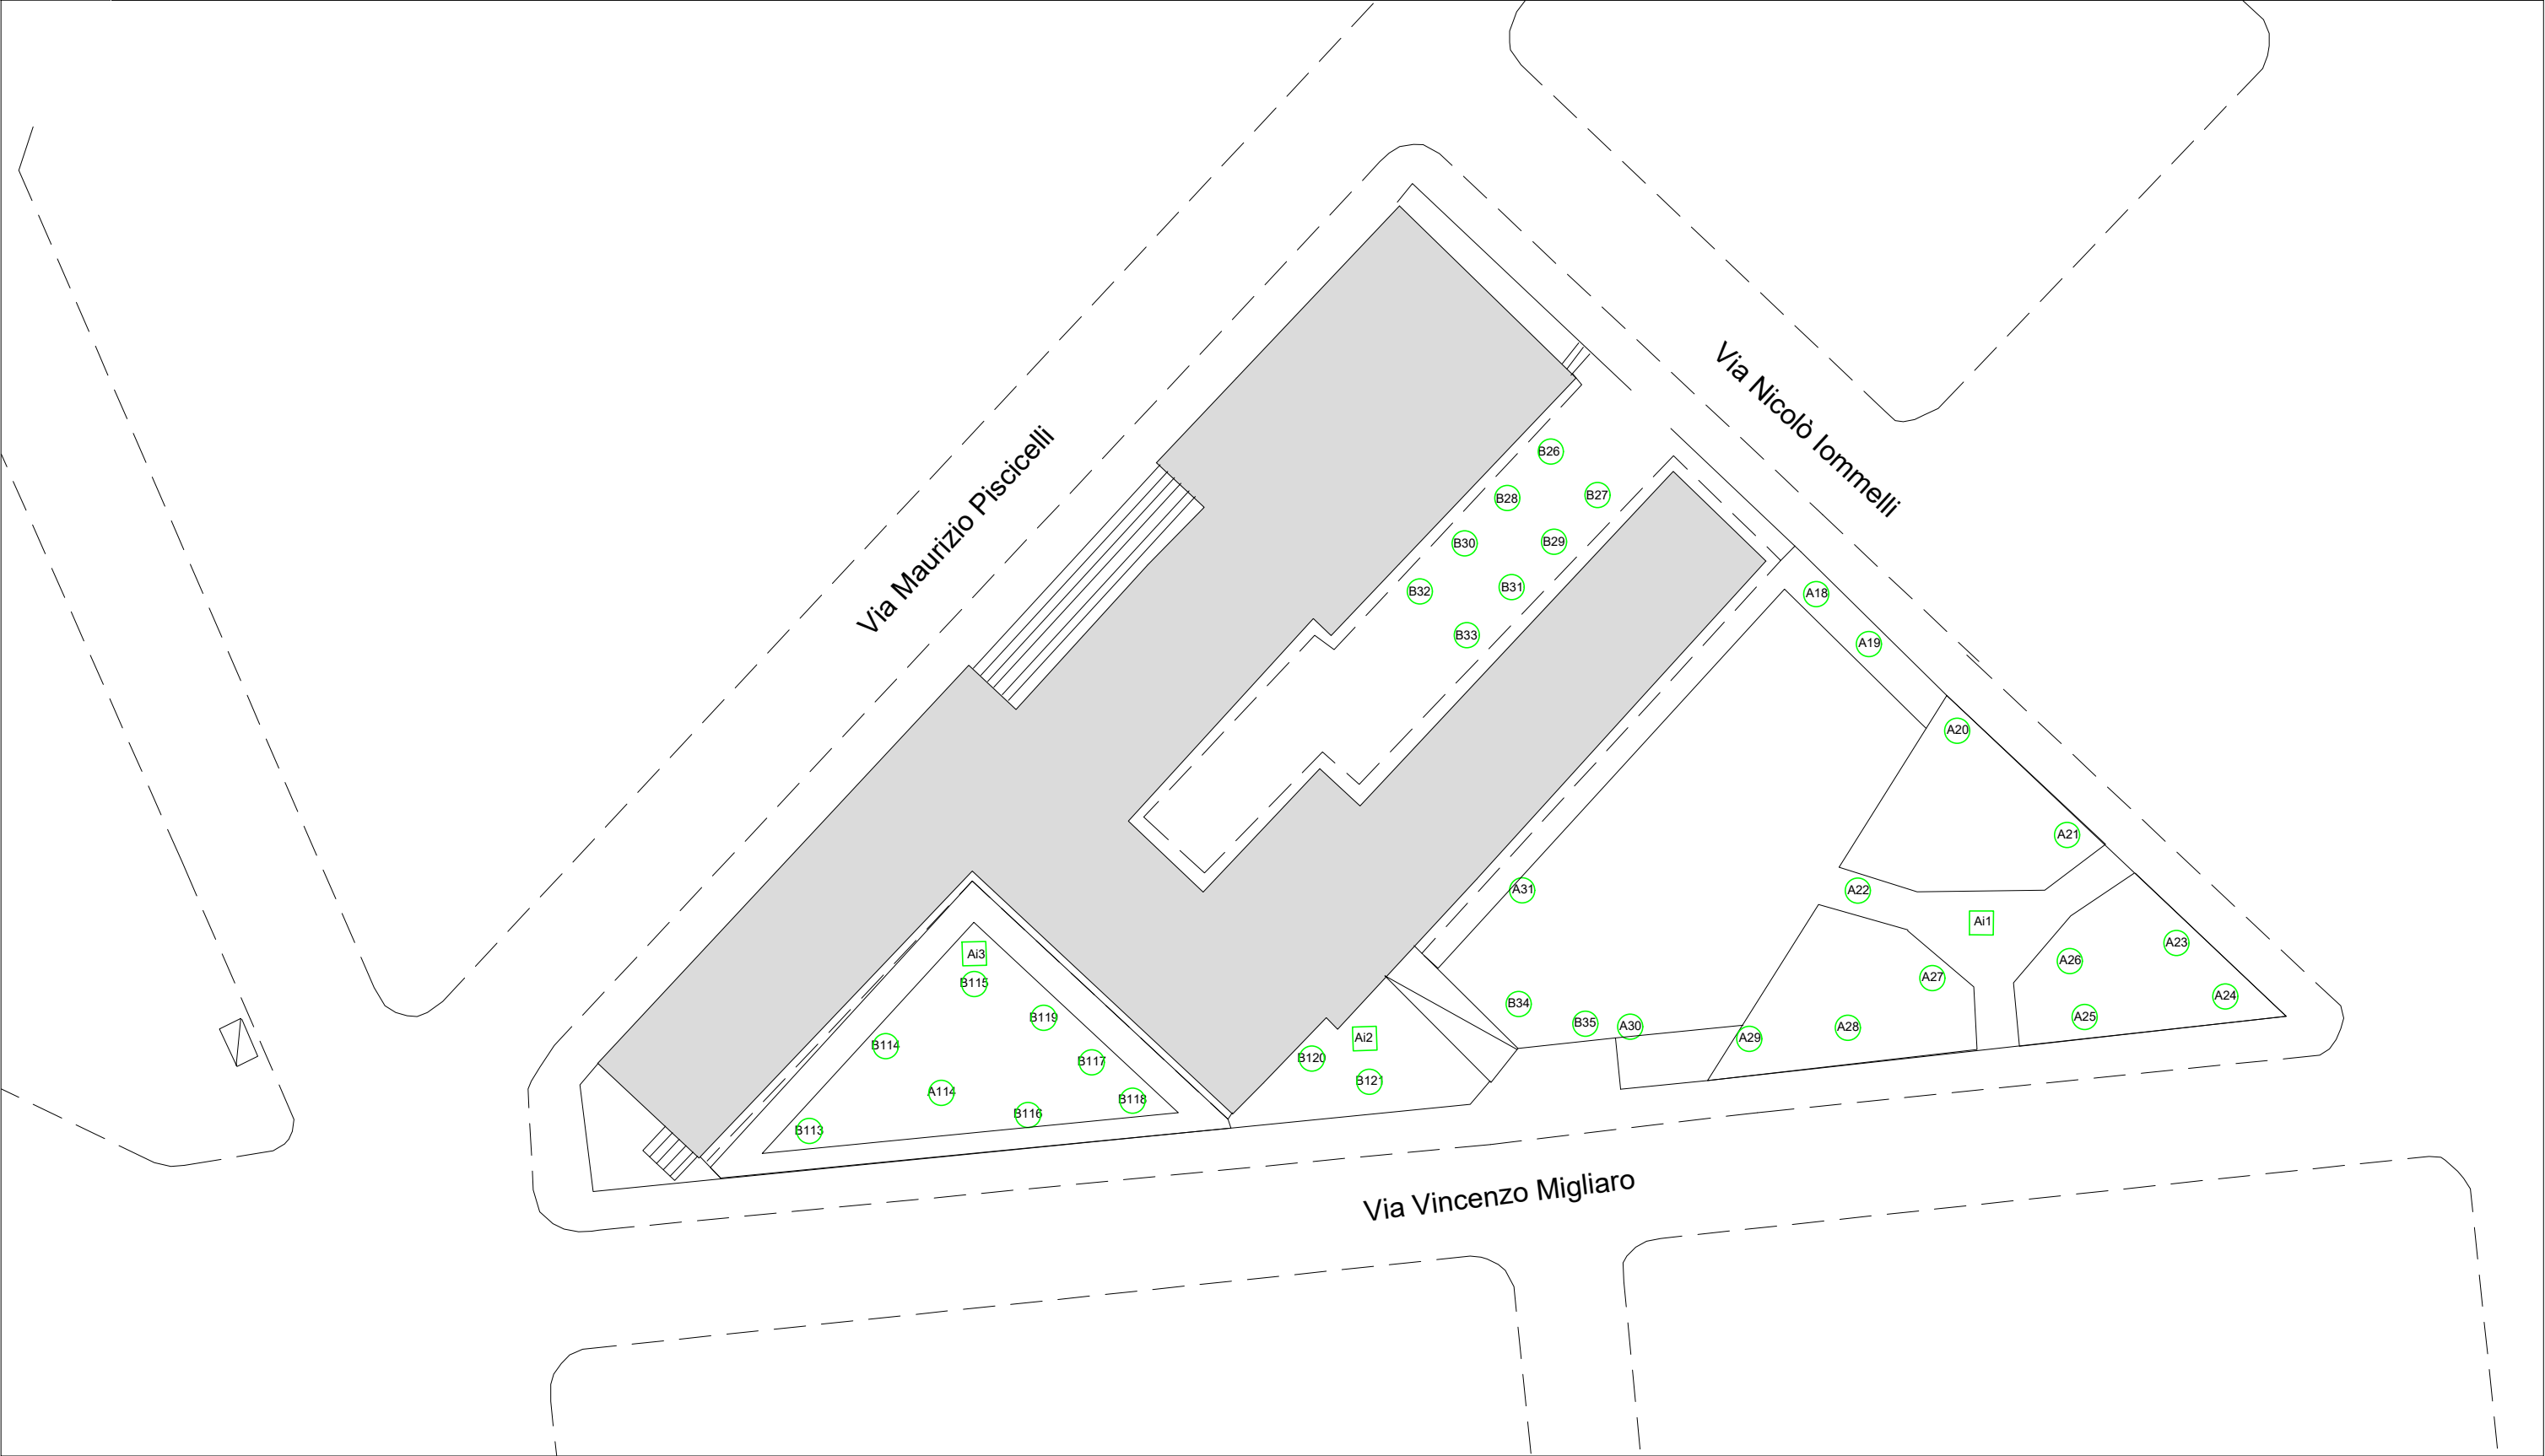 Via Maurizio Piscicelli
Via Nicolò Iommelli
B26
B28
B27
B30
B29
B32
B31
B33
A18
A19
A20
A21
A31
A22
Ai1
A23
A26
A27
A24
A25
B34
B35
A30
A29
A28
Ai3
B115
B119
B114
B117
A114
B118
B116
B113
Ai2
B120
B121
Via Vincenzo Migliaro